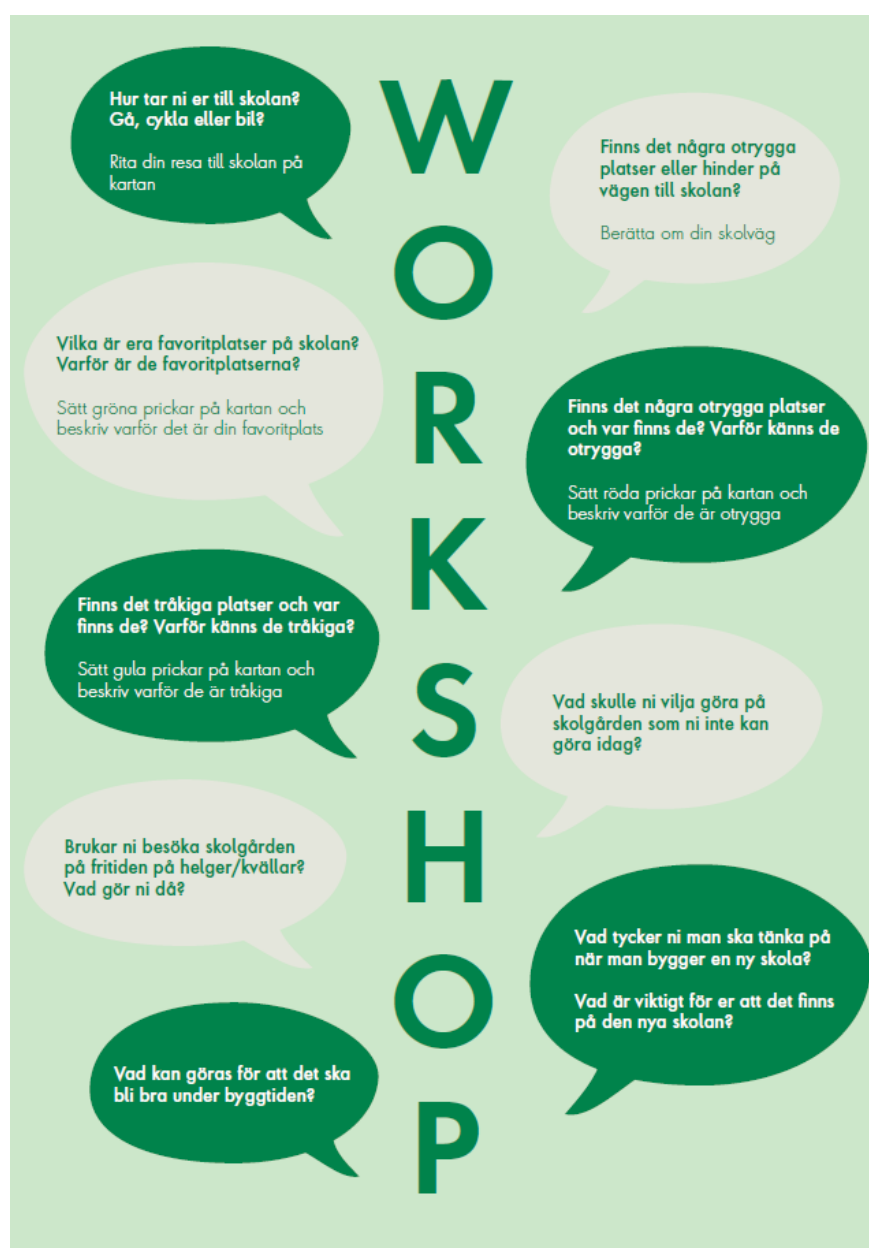 WORKSHOP
Hur tar ni er till skolan?
Gå, cykla eller bil?
Rita din resa till skolan på
kartan
Finns det några otrygga
platser eller hinder på
vägen till skolan?
Berätta om din skolväg
Vilka är era favoritplatser på skolan?
Varför är de favoritplatserna?
Sätt gröna prickar på kartan och
beskriv varför det är din favoritplats
Finns det några otrygga platser
och var finns de? Varför känns de
otrygga?
Sätt röda prickar på kartan och
beskriv varför de är otrygga
Finns det tråkiga platser och var
finns de? Varför känns de tråkiga?
Sätt gula prickar på kartan och
beskriv varför de är tråkiga
Vad skulle ni vilja göra på
skolgården som ni inte kan
göra idag?
Brukar ni besöka skolgården
på fritiden på helger/kvällar?
Vad gör ni då?
Vad tycker ni man ska tänka på
när man bygger en ny skola?
Vad är viktigt för er att det finns
på den nya skolan?
Vad kan göras för att det ska
bli bra under byggtiden?